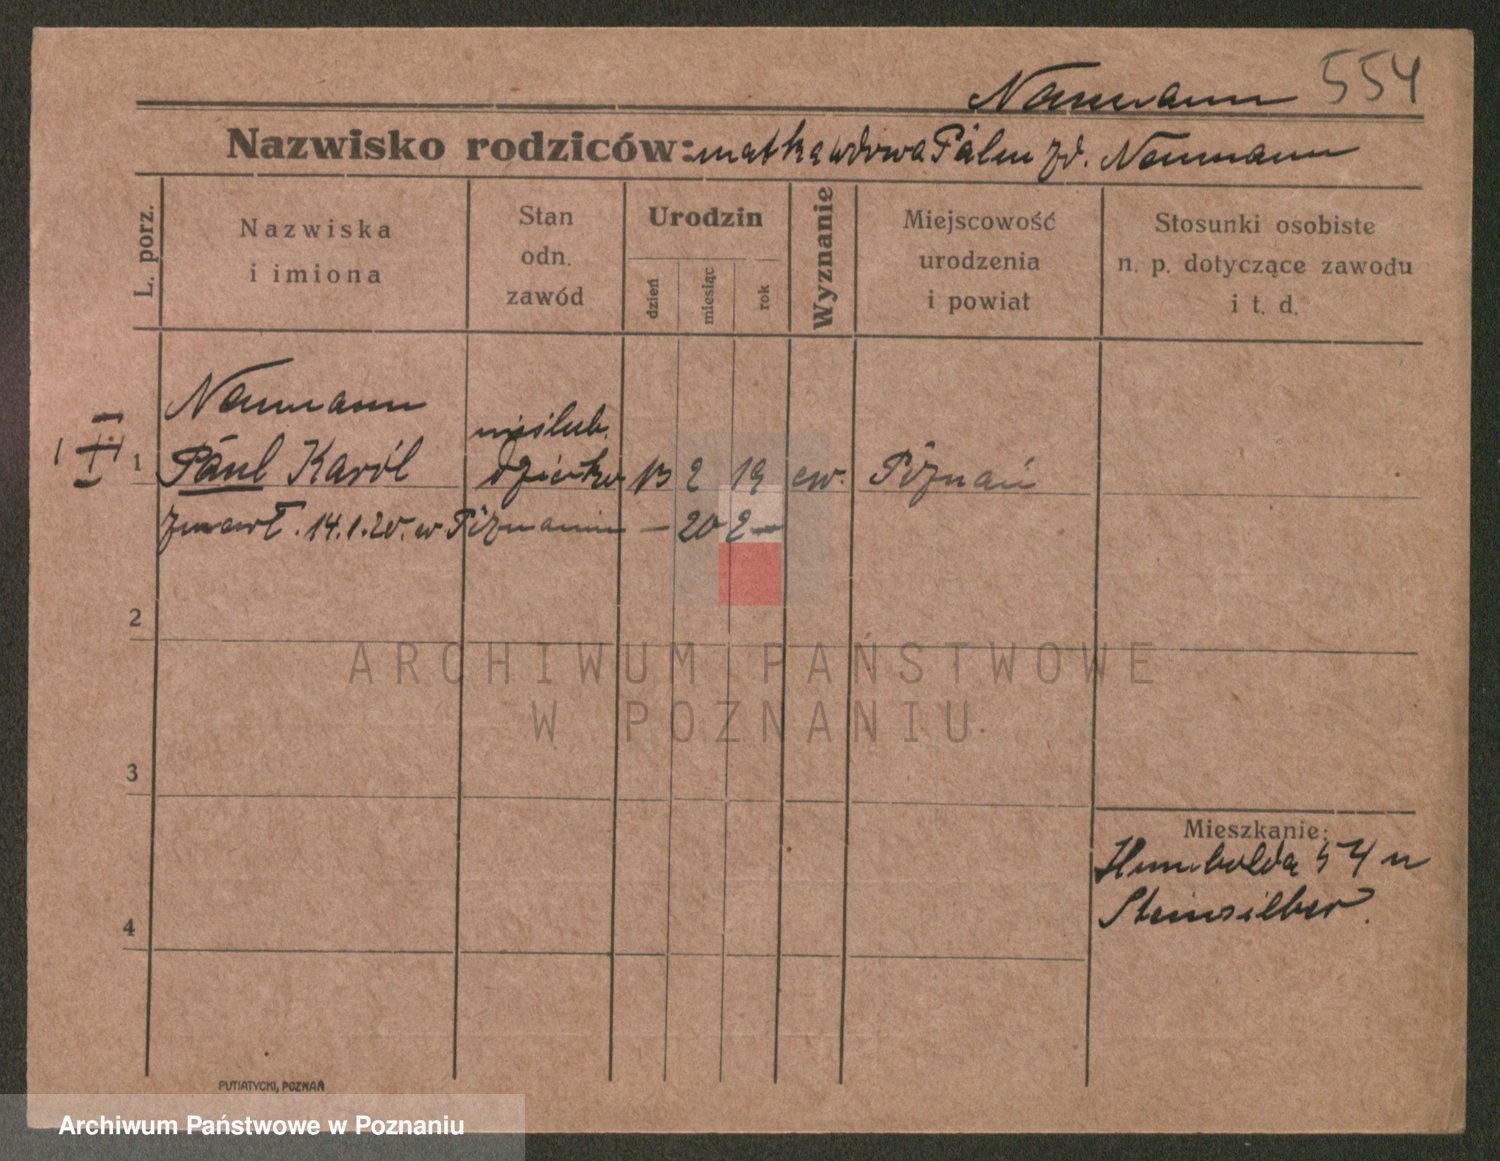 Naumann 554
Nazwisko rodziców: matka wdowa Palm zd. Naumann
L. porz.
Nazwiska
i imiona
Stan
odn.
zawód
Urodzin
dzień
miesiąc
rok
Wyznanie
Miejscowość
urodzenia
i powiat
Stosunki osobiste
n. p. dotyczące zawodu
i t. d.
Naumann
nieślub.
1 Paul Karól dziecko 13 2 19 ew. Poznań
zmarł. 14.1.20. w Poznaniu - 20 2 -
2
ARCHIWUM PAŃSTWOWE
W POZNANIU
3
Mieszkanie:
Humbolda 54 u
Steinsilber.
4
PUTIATYCKI, POZNAŃ
Archiwum Państwowe w Poznaniu